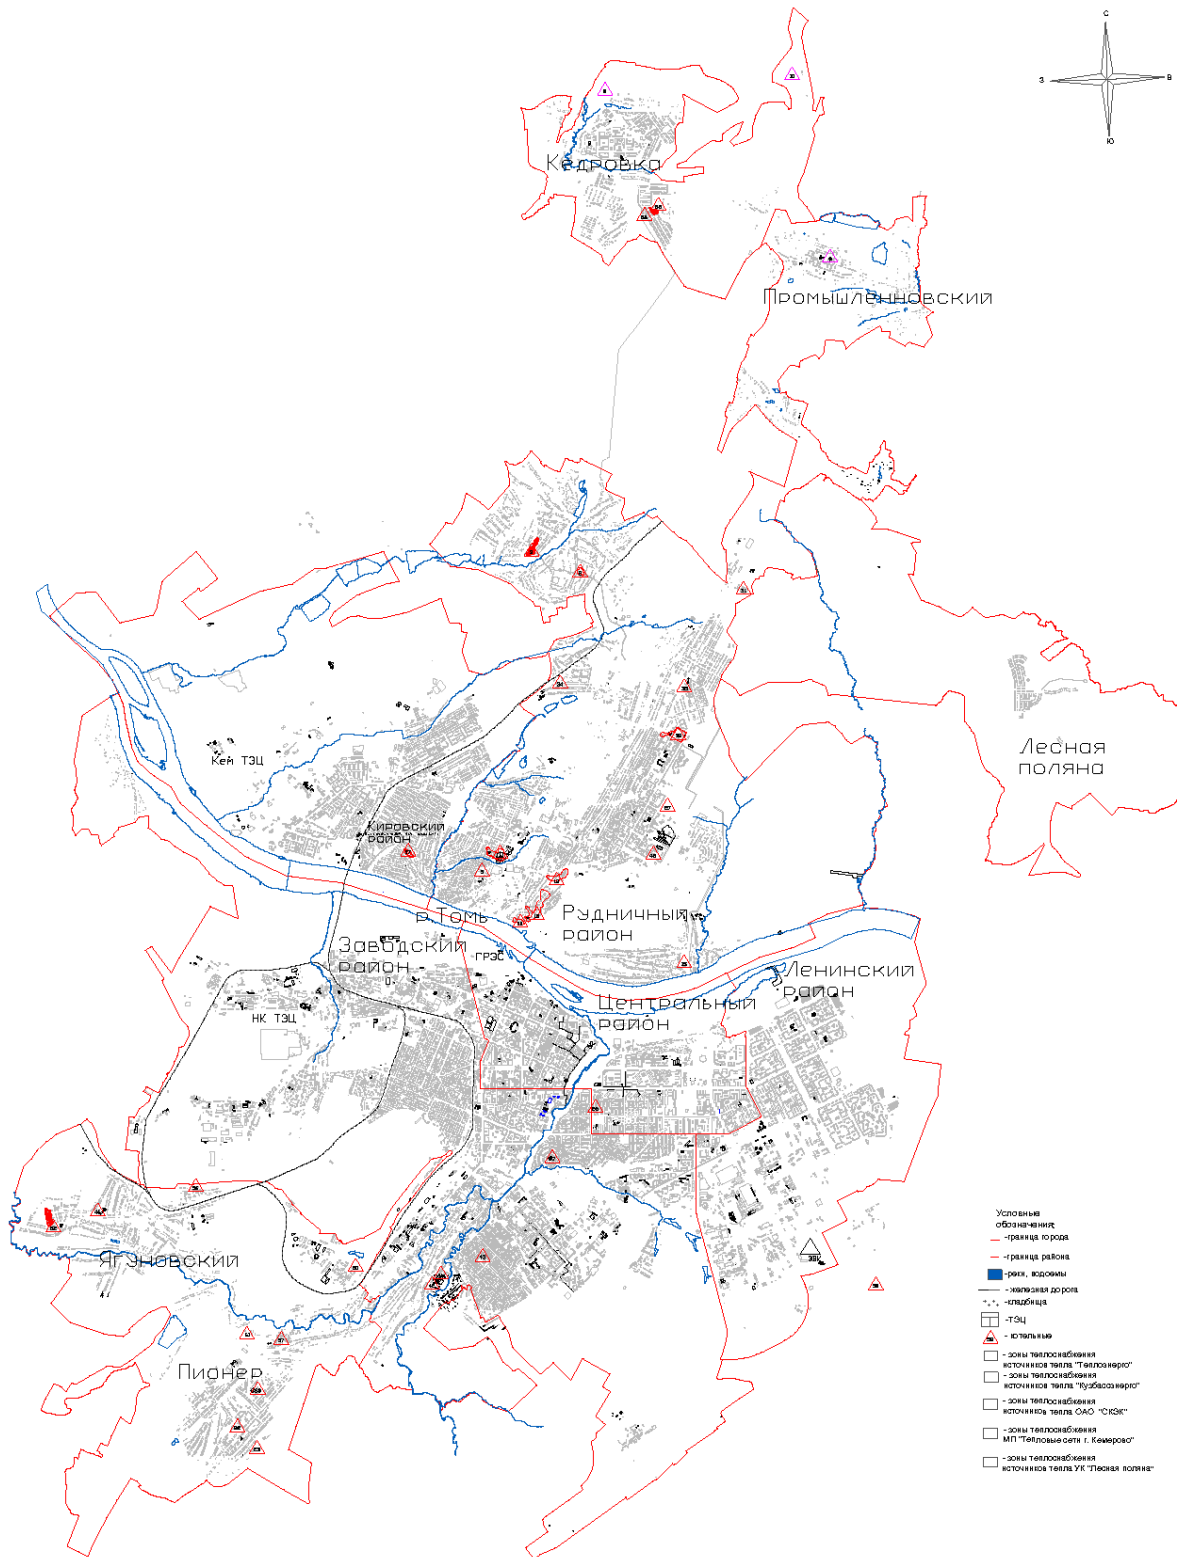 С
З
В
Ю
Кедровка
Промышленновский
Лесная
поляна
Кем ТЭЦ
Кировский
район
р.Томь
Рудничный
район
Заводский
район
ГРЭС
Ленинский
район
Центральный
район
НК ТЭЦ
Ягуновский
Пионер
Условные
обозначения:
-граница города
-граница района
-реки, водоемы
- железная дорога
-кладбища
-ТЭЦ
- котельные
- зоны теплоснабжения
источников тепла "Теплоэнерго"
- зоны теплоснабжения
источников тепла "Кузбассэнерго"
- зоны теплоснабжения
источников тепла ОАО "СКЭК"
- зоны теплоснабжения
МП "Тепловые сети г. Кемерово"
- зоны теплоснабжения
источников тепла УК "Лесная поляна"